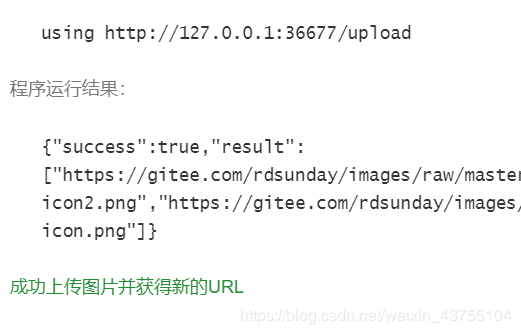 using http://127.0.0.1:36677/upload
程序运行结果：
{"success":true,"result":
["https://gitee.com/rdsunday/images/raw/master
icon2.png","https://gitee.com/rdsunday/images/
icon.png"]}
成功上传图片并获得新的URL
https://blog.csdn.net/weixin_43755104